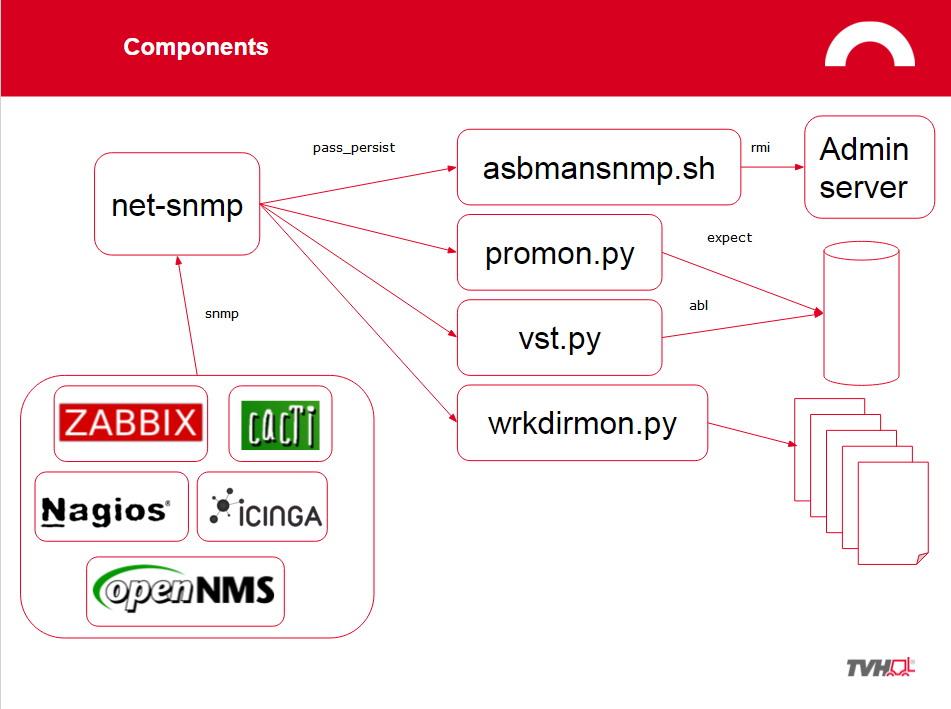 Components
pass_persist
asbmansnmp.sh
rmi
Admin
server
net-snmp
promon.py
expect
snmp
vst.py
abl
wrkdirmon.py
ZABBIX
cacti
Nagios®
iCINGA
openNMS
TVH